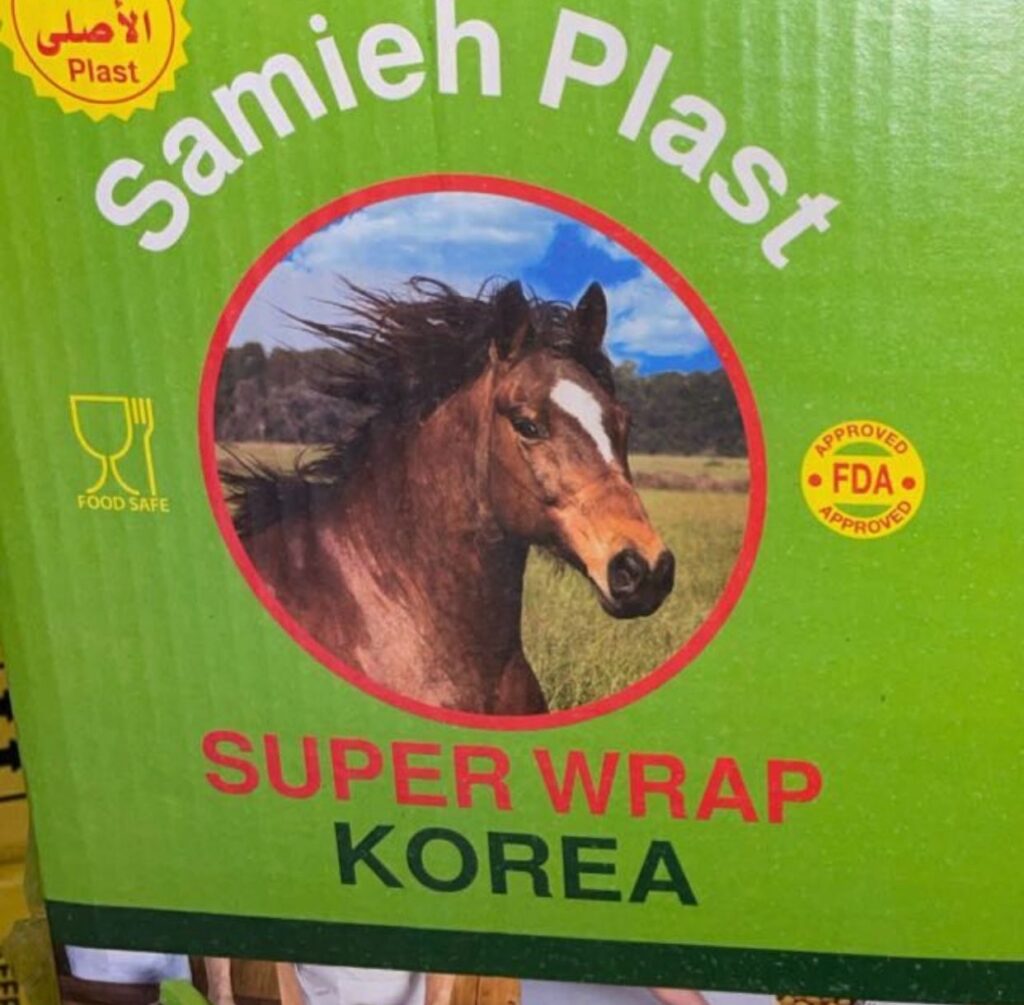 الأصلي
Plast
Samieh Plast
FOOD SAFE
APPROVED
FDA
APPROVED
SUPER WRAP
KOREA